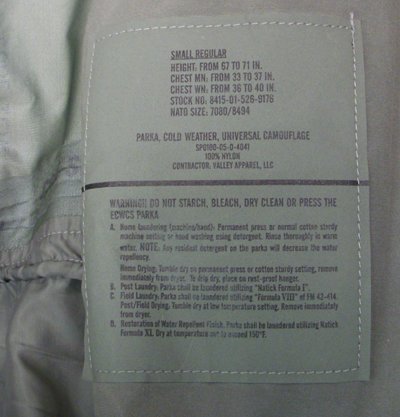 SMALL REGULAR
HEIGHT: FROM 67 TO 71 IN.
CHEST MN: FROM 33 TO 37 IN.
CHEST WN: FROM 36 TO 40 IN.
STOCK NO: 8415-01-526-9176
NATO SIZE: 7080/8494
PARKA, COLD WEATHER, UNIVERSAL CAMOUFLAGE
SPO100-05-D-4041
100% NYLON
CONTRACTOR: VALLEY APPAREL, LLC
WARNING: DO NOT STARCH, BLEACH, DRY CLEAN OR PRESS THE
ECWCS PARKA
A. Home laundering (machine/hand): Permanent press or normal cotton sturdy
machine setting or hand washing using detergent. Rinse thoroughly in warm
water. NOTE: Any residual detergent on the parka will decrease the water
repellency.
Home Drying: Tumble dry on permanent press or cotton sturdy setting, remove
immediately from dryer. To drip dry, place on rust-proof hanger.
B. Post Laundry: Parka shall be laundered utilizing "Natick Formula I".
C. Field Laundry: Parka shall be laundered utilizing "Formula VIII" of FM 42-414.
Post/Field Drying: Tumble dry at low temperature setting. Remove immediately
from dryer.
D. Restoration of Water Repellent Finish. Parka shall be laundered utilizing Natick
Formula XI. Dry at temperature not to exceed 150°F.